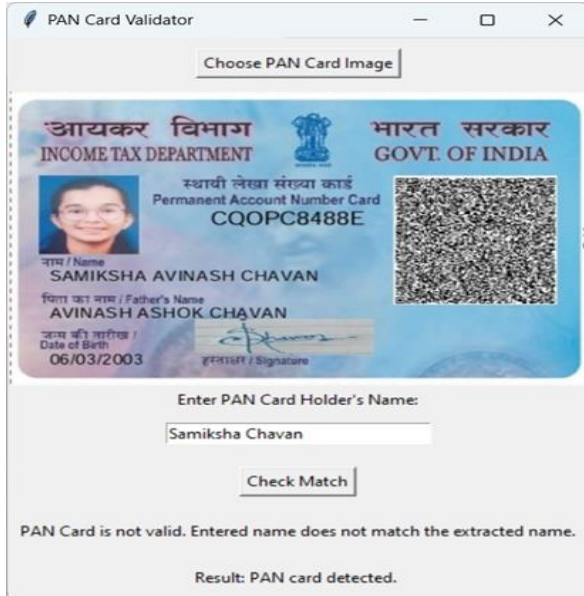 PAN Card Validator
Choose PAN Card Image
आयकर विभाग
INCOME TAX DEPARTMENT
भारत सरकार
GOVT. OF INDIA
स्थायी लेखा संख्या कार्ड
Permanent Account Number Card
CQOPC8488E
नाम / Name
SAMIKSHA AVINASH CHAVAN
पिता का नाम / Father's Name
AVINASH ASHOK CHAVAN
जन्म की तारीख /
Date of Birth
06/03/2003
हस्ताक्षर / Signature
Enter PAN Card Holder's Name:
Samiksha Chavan
Check Match
PAN Card is not valid. Entered name does not match the extracted name.
Result: PAN card detected.